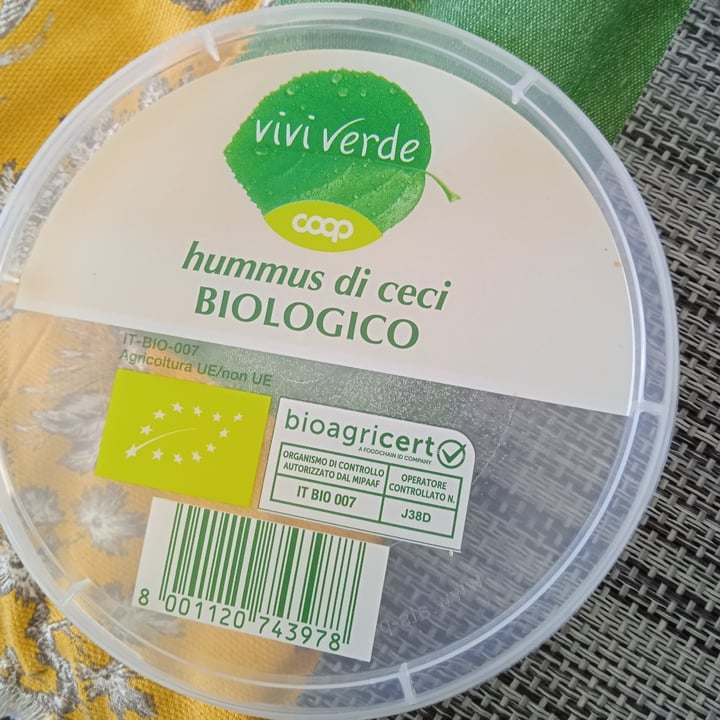 vivi verde
coop
hummus di ceci
BIOLOGICO
IT-BIO-007
Agricoltura UE/non UE
bioagricert
A FOODCHAIN ID COMPANY
ORGANISMO DI CONTROLLO
AUTORIZZATO DAL MIPAAF
IT BIO 007
OPERATORE
CONTROLLATO N.
J38D
8 001120 743978